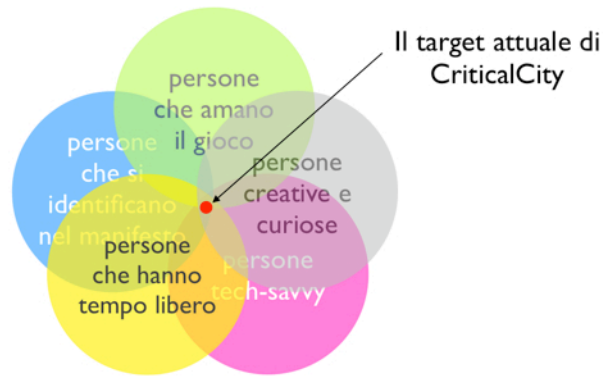 Il target attuale di
CriticalCity
persone
che amano
il gioco
persone
che si
identificano
nel manifesto
persone
creative e
curiose
persone
che hanno
tempo libero
persone
tech-savvy